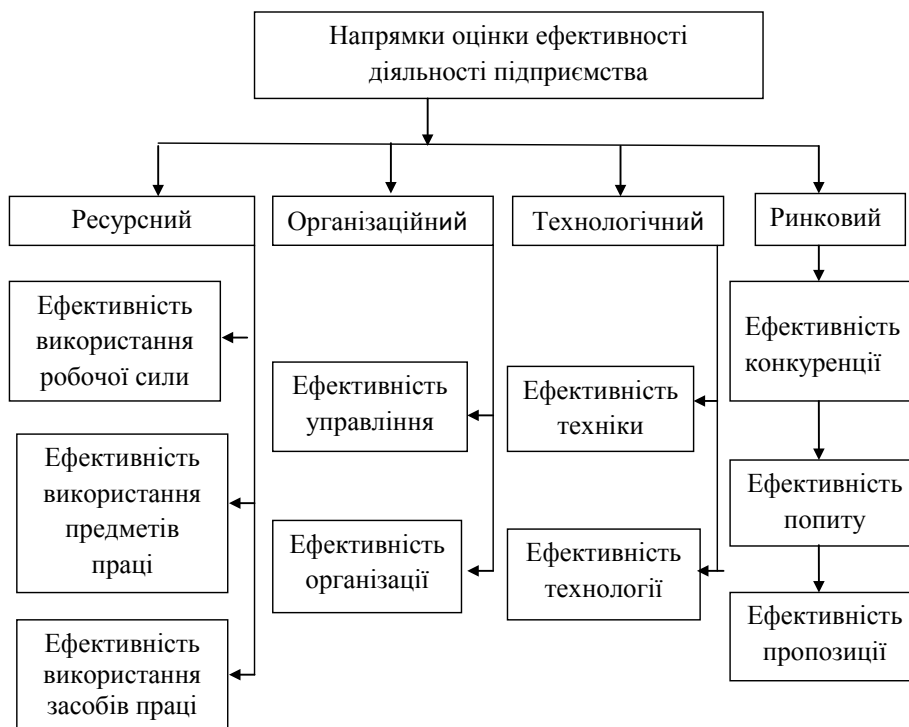 Напрямки оцінки ефективності
діяльності підприємства
Ресурсний
Організаційний
Технологічний
Ринковий
Ефективність
використання
робочої сили
Ефективність
використання
предметів
праці
Ефективність
використання
засобів праці
Ефективність
управління
Ефективність
організації
Ефективність
техніки
Ефективність
технології
Ефективність
конкуренції
Ефективність
попиту
Ефективність
пропозиції